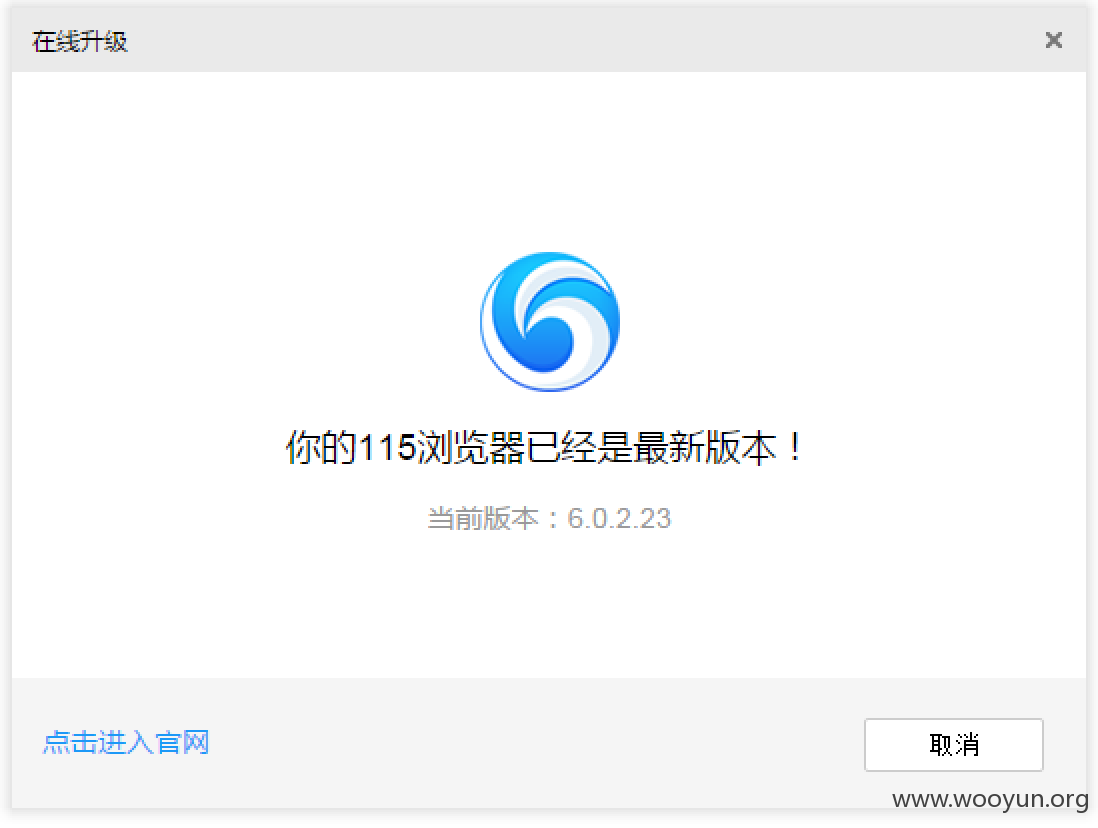 在线升级
你的115浏览器已经是最新版本！
当前版本：6.0.2.23
点击进入官网
取消
www.wooyun.org